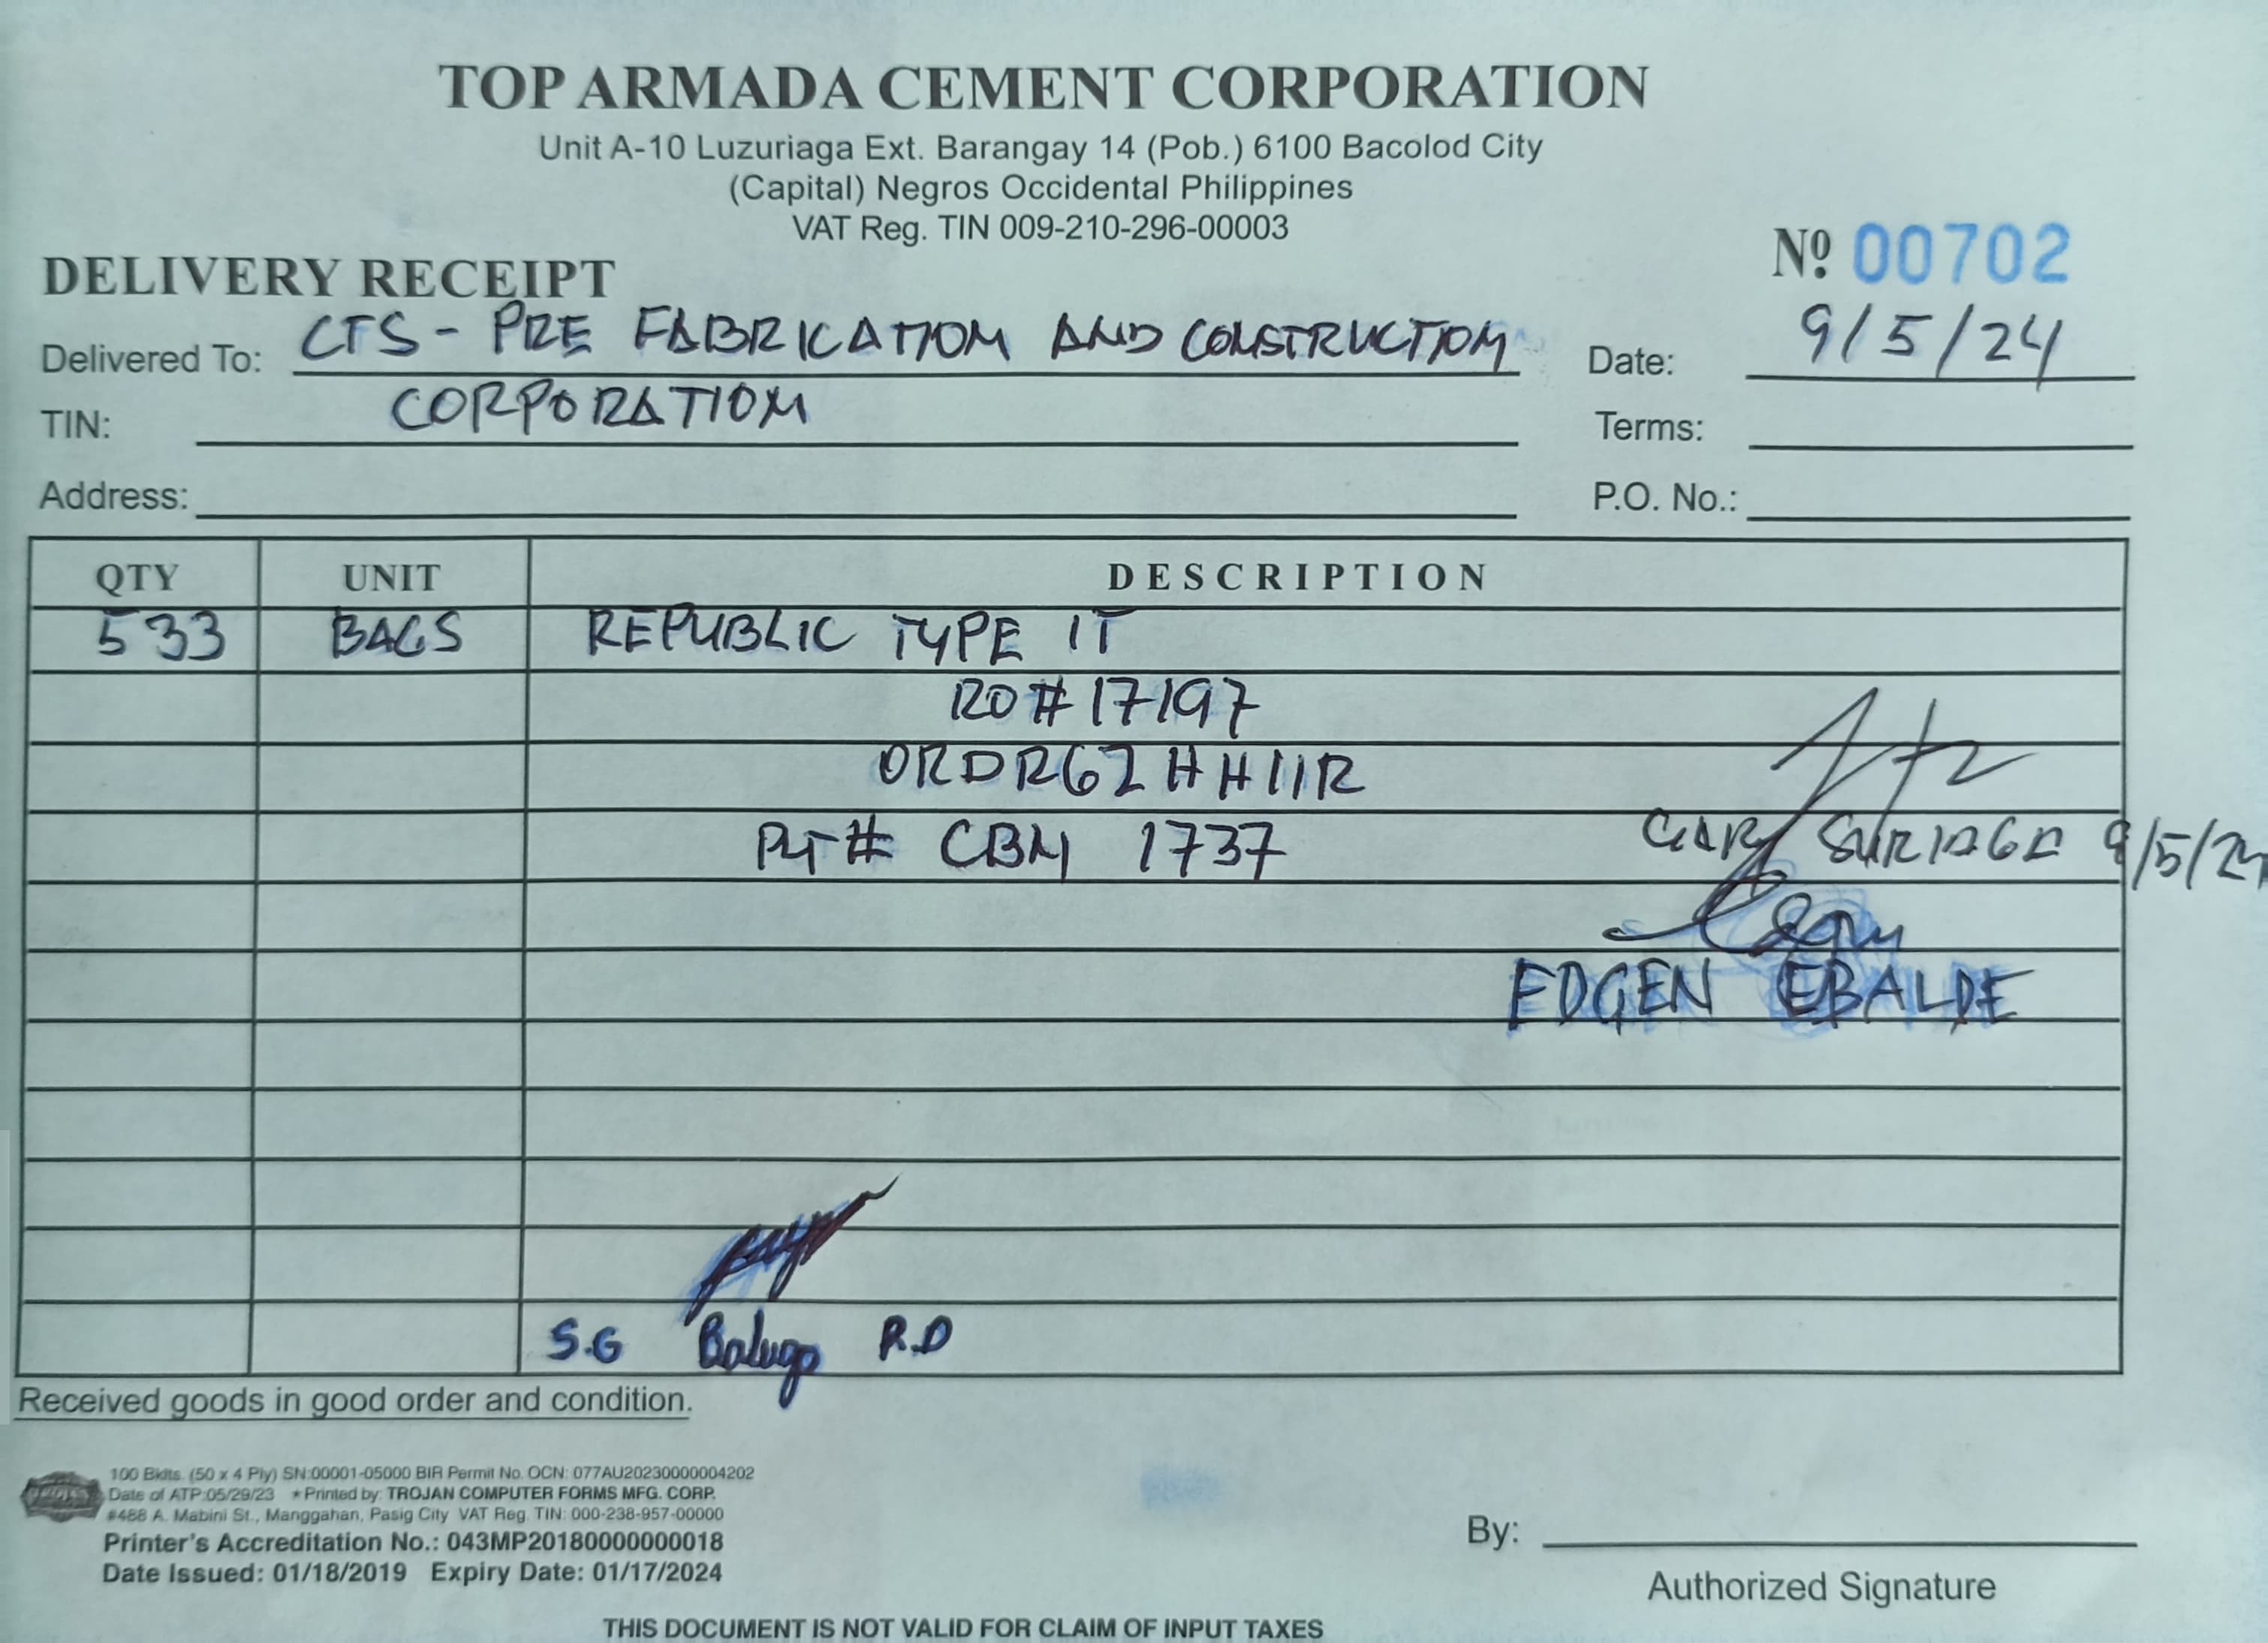 TOP ARMADA CEMENT CORPORATION
Unit A-10 Luzuriaga Ext. Barangay 14 (Pob.) 6100 Bacolod City
(Capital) Negros Occidental Philippines
VAT Reg. TIN 009-210-296-00003
Nº 00702
DELIVERY RECEIPT
Delivered To: CTS - PRE FABRICATION AND CONSTRUCTION
Date: 9/5/24
TIN: CORPORATION
Terms:
Address:
P.O. No.:
QTY UNIT DESCRIPTION
533 BAGS REPUBLIC TYPE 1T
RO# 17197
ORDR6ZHH11R
PLT# CBM 1737
GARY SURIAGA 9/5/24
EDGEN EBALDE
S.G Balugo R.D
Received goods in good order and condition.
100 Bklts. (50 x 4 Ply) SN:00001-05000 BIR Permit No. OCN: 077AU20230000004202
Date of ATP:05/29/23 * Printed by: TROJAN COMPUTER FORMS MFG. CORP.
#488 A. Mabini St., Manggahan, Pasig City VAT Reg. TIN: 000-238-957-00000
Printer's Accreditation No.: 043MP20180000000018
Date Issued: 01/18/2019 Expiry Date: 01/17/2024
By:
Authorized Signature
THIS DOCUMENT IS NOT VALID FOR CLAIM OF INPUT TAXES